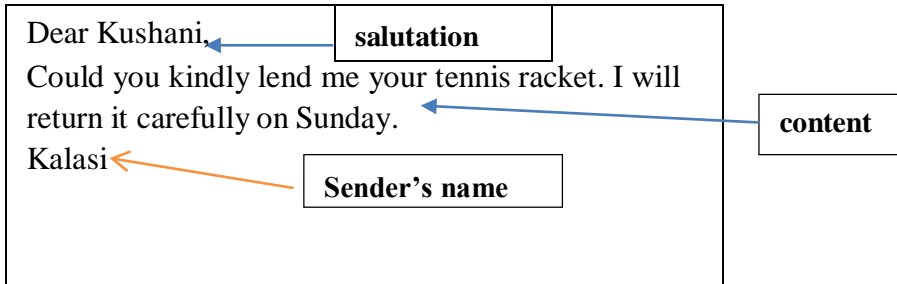 Dear Kushani,
salutation
Could you kindly lend me your tennis racket. I will
return it carefully on Sunday.
content
Kalasi
Sender’s name